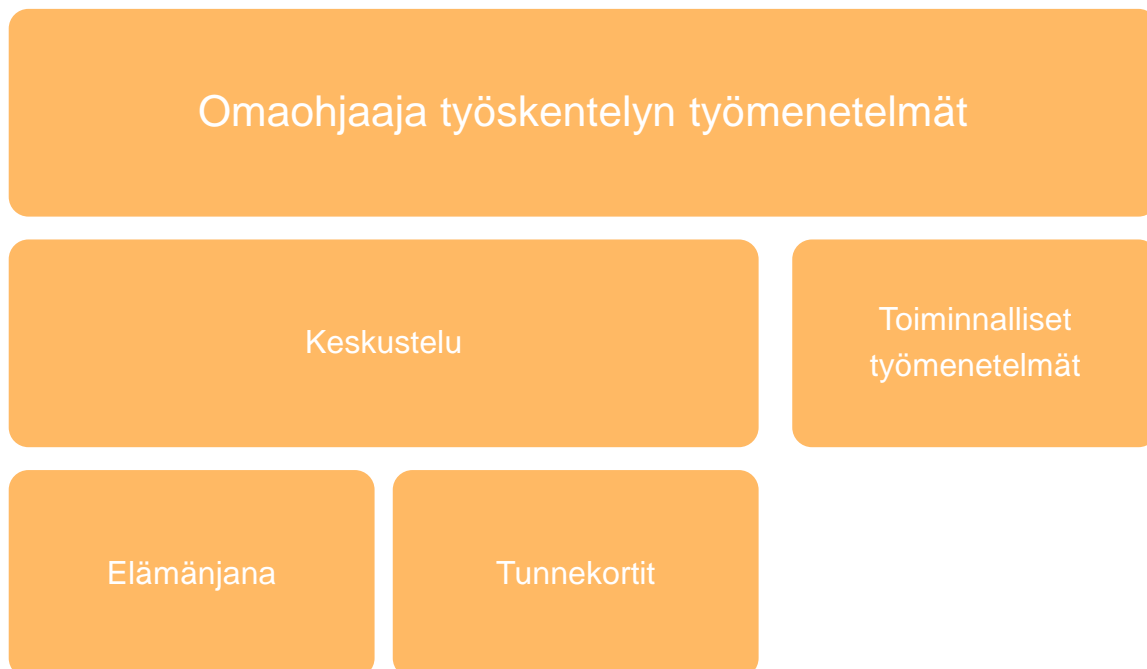 Omaohjaaja työskentelyn työmenetelmät
Keskustelu
Toiminnalliset
työmenetelmät
Elämänjana
Tunnekortit